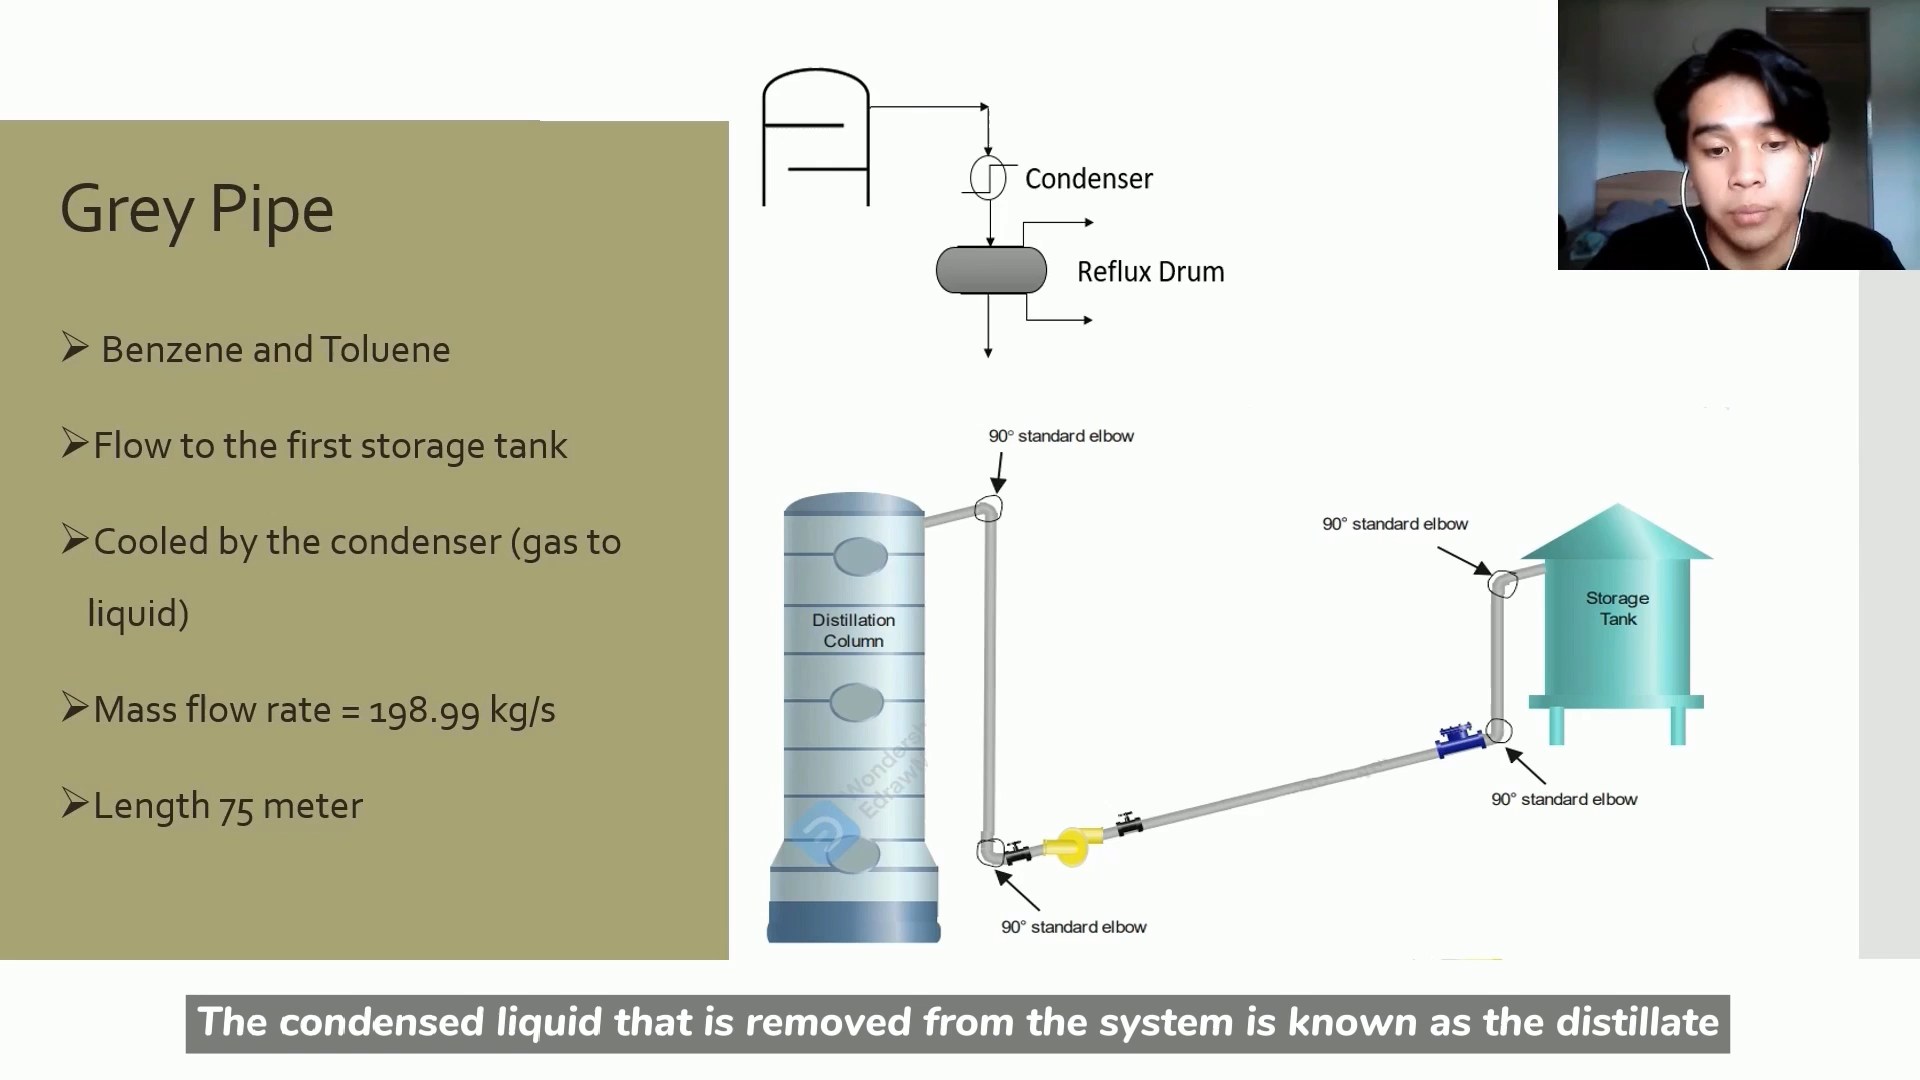 Grey Pipe
Benzene and Toluene
Flow to the first storage tank
Cooled by the condenser (gas to
liquid)
Mass flow rate = 198.99 kg/s
Length 75 meter
Condenser
Reflux Drum
90° standard elbow
90° standard elbow
Storage
Tank
Distillation
Column
90° standard elbow
90° standard elbow
The condensed liquid that is removed from the system is known as the distillate